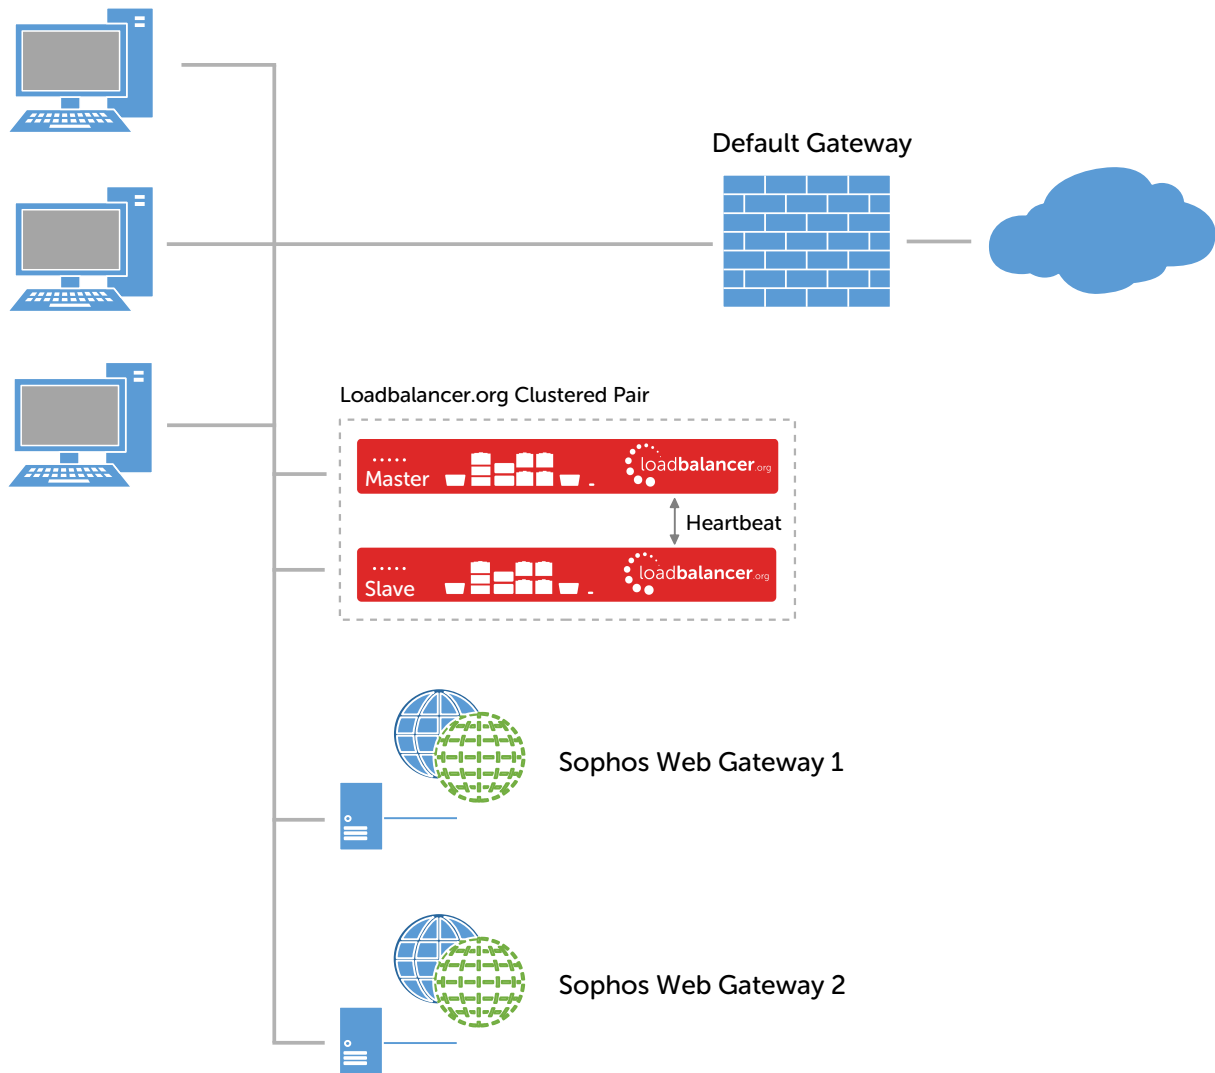 Default Gateway
Loadbalancer.org Clustered Pair
Master
loadbalancer.org
Heartbeat
Slave
loadbalancer.org
Sophos Web Gateway 1
Sophos Web Gateway 2